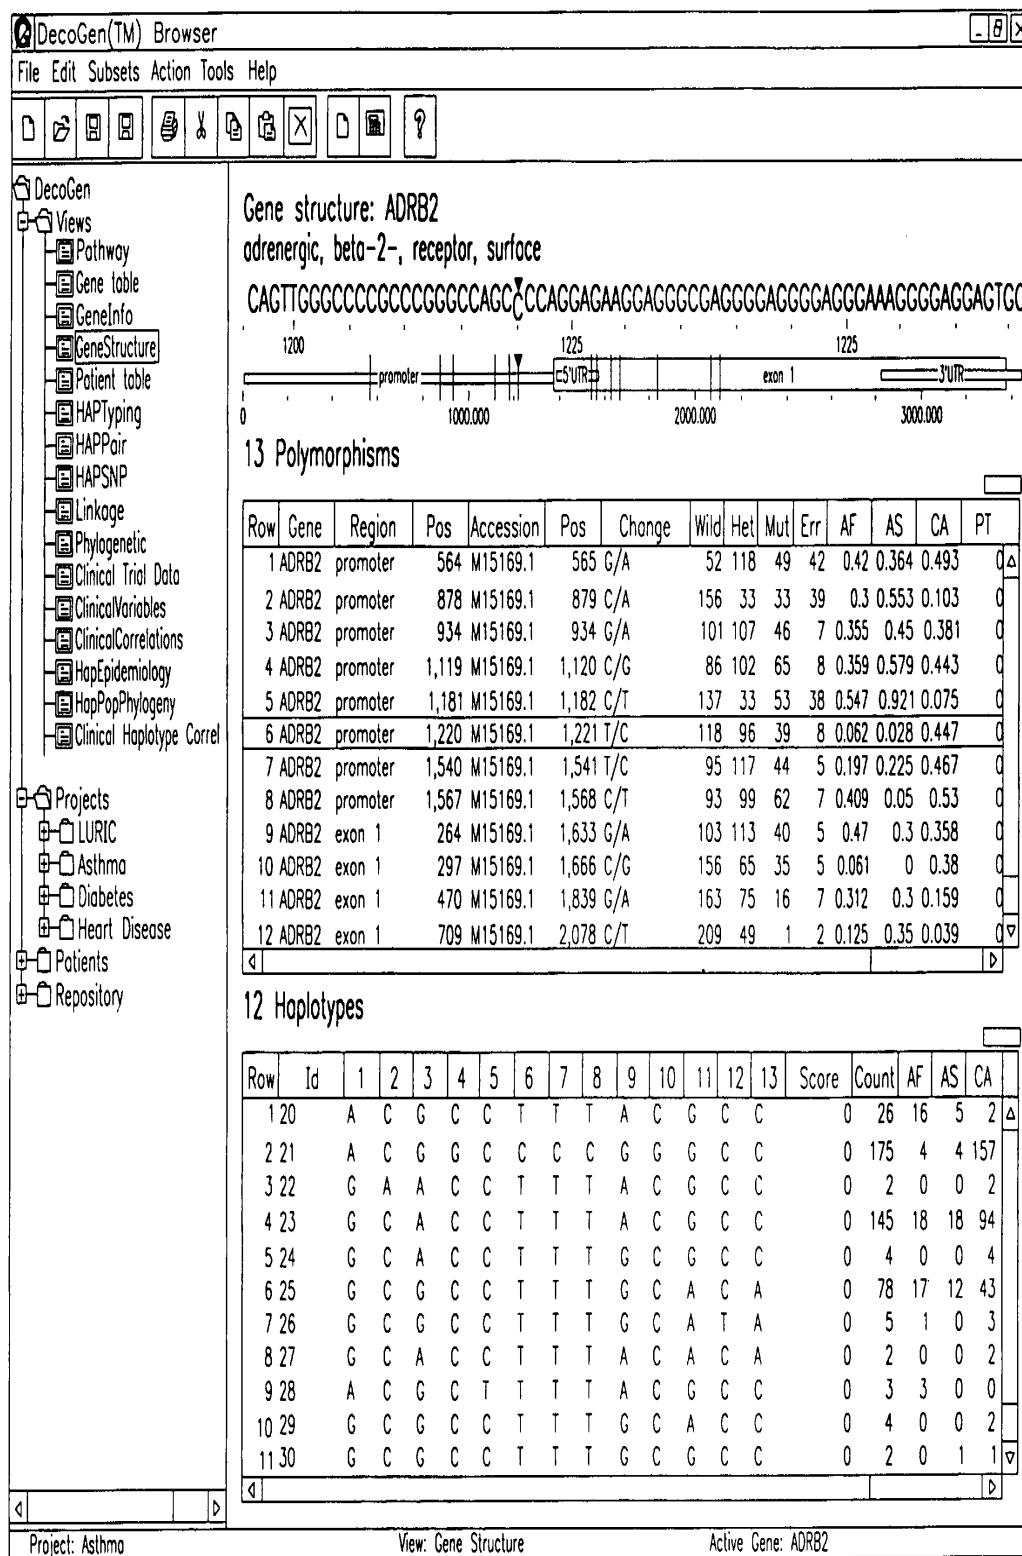 DecoGen(TM) Browser
File Edit Subsets Action Tools Help
DecoGen
Views
Pathway
Gene table
GeneInfo
GeneStructure
Patient table
HAPTyping
HAPPair
HAPSNP
Linkage
Phylogenetic
Clinical Trial Data
ClinicalVariables
ClinicalCorrelations
HapEpidemiology
HapPopPhylogeny
Clinical Haplotype Correl
Projects
LURIC
Asthma
Diabetes
Heart Disease
Patients
Repository
Gene structure: ADRB2
adrenergic, beta-2-, receptor, surface
CAGTTGGGCCCCGCCCGGGCCAGCCCCAGGAGAAGGAGGGCGAGGGGAGGGGAGGGAAAGGGGAGGAGTGC
1200 1225 1225
promoter 5'UTR exon 1 3'UTR
0 1000.000 2000.000 3000.000
13 Polymorphisms
Row Gene Region Pos Accession Pos Change Wild Het Mut Err AF AS CA PT
1 ADRB2 promoter 564 M15169.1 565 G/A 52 118 49 42 0.42 0.364 0.493 0
2 ADRB2 promoter 878 M15169.1 879 C/A 156 33 33 39 0.3 0.553 0.103 0
3 ADRB2 promoter 934 M15169.1 934 G/A 101 107 46 7 0.355 0.45 0.381 0
4 ADRB2 promoter 1,119 M15169.1 1,120 C/G 86 102 65 8 0.359 0.579 0.443 0
5 ADRB2 promoter 1,181 M15169.1 1,182 C/T 137 33 53 38 0.547 0.921 0.075 0
6 ADRB2 promoter 1,220 M15169.1 1,221 T/C 118 96 39 8 0.062 0.028 0.447 0
7 ADRB2 promoter 1,540 M15169.1 1,541 T/C 95 117 44 5 0.197 0.225 0.467 0
8 ADRB2 promoter 1,567 M15169.1 1,568 C/T 93 99 62 7 0.409 0.05 0.53 0
9 ADRB2 exon 1 264 M15169.1 1,633 G/A 103 113 40 5 0.47 0.3 0.358 0
10 ADRB2 exon 1 297 M15169.1 1,666 C/G 156 65 35 5 0.061 0 0.38 0
11 ADRB2 exon 1 470 M15169.1 1,839 G/A 163 75 16 7 0.312 0.3 0.159 0
12 ADRB2 exon 1 709 M15169.1 2,078 C/T 209 49 1 2 0.125 0.35 0.039 0
12 Haplotypes
Row Id 1 2 3 4 5 6 7 8 9 10 11 12 13 Score Count AF AS CA
1 20 A C G C C T T T A C G C C 0 26 16 5 2
2 21 A C G G C C C C G G G C C 0 175 4 4 157
3 22 G A A C C T T T A C G C C 0 2 0 0 2
4 23 G C A C C T T T A C G C C 0 145 18 18 94
5 24 G C A C C T T T G C G C C 0 4 0 0 4
6 25 G C G C C T T T G C A C A 0 78 17 12 43
7 26 G C G C C T T T G C A T A 0 5 1 0 3
8 27 G C A C C T T T A C A C A 0 2 0 0 2
9 28 A C G C T T T T A C G C C 0 3 3 0 0
10 29 G C G C C T T T G C A C C 0 4 0 0 2
11 30 G C G C C T T T G C G C C 0 2 0 1 1
Project: Asthma View: Gene Structure Active Gene: ADRB2